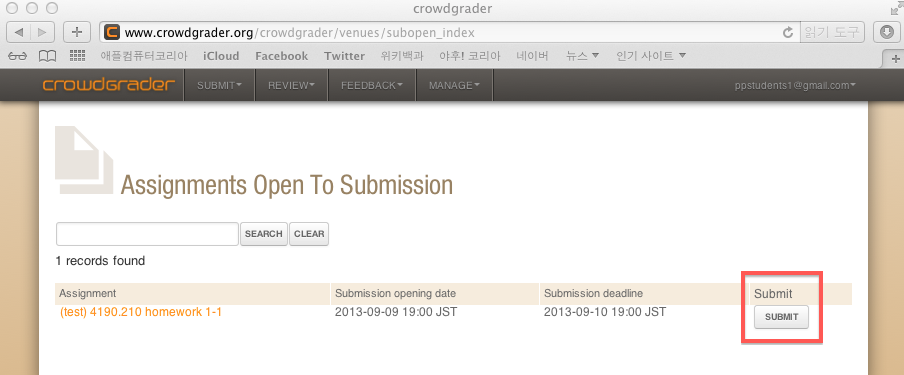 crowdgrader
www.crowdgrader.org/crowdgrader/venues/subopen_index 읽기 도구
애플컴퓨터코리아 iCloud Facebook Twitter 위키백과 야후! 코리아 네이버 뉴스 인기 사이트
crowdgrader SUBMIT REVIEW FEEDBACK MANAGE ppstudents1@gmail.com
Assignments Open To Submission
SEARCH CLEAR
1 records found
Assignment Submission opening date Submission deadline Submit
(test) 4190.210 homework 1-1 2013-09-09 19:00 JST 2013-09-10 19:00 JST SUBMIT